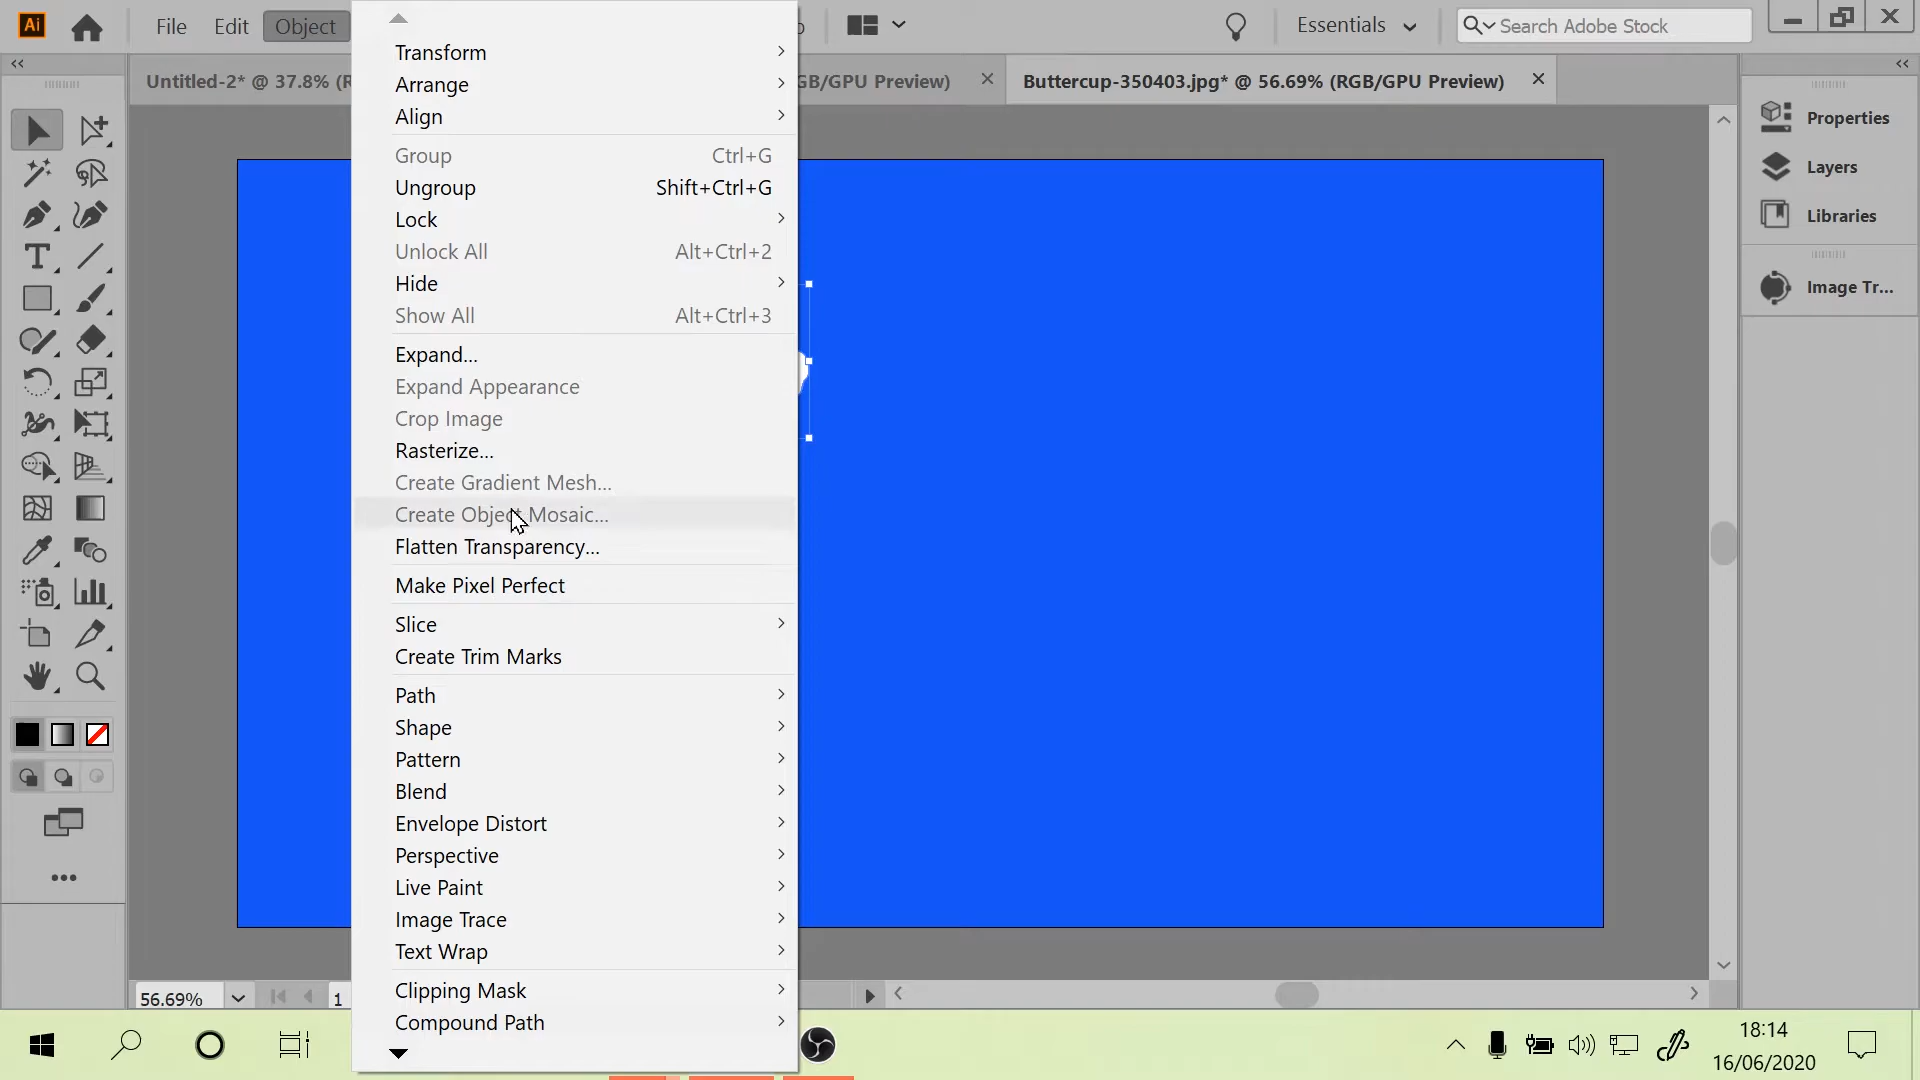 Ai
File
Edit
Object
Essentials
Search Adobe Stock
Untitled-2* @ 37.8% (R
GB/GPU Preview)
Buttercup-350403.jpg* @ 56.69% (RGB/GPU Preview)
Transform
Arrange
Align
Group Ctrl+G
Ungroup Shift+Ctrl+G
Lock
Unlock All Alt+Ctrl+2
Hide
Show All Alt+Ctrl+3
Expand...
Expand Appearance
Crop Image
Rasterize...
Create Gradient Mesh...
Create Object Mosaic...
Flatten Transparency...
Make Pixel Perfect
Slice
Create Trim Marks
Path
Shape
Pattern
Blend
Envelope Distort
Perspective
Live Paint
Image Trace
Text Wrap
Clipping Mask
Compound Path
Properties
Layers
Libraries
Image Tr...
56.69%
1
18:14
16/06/2020